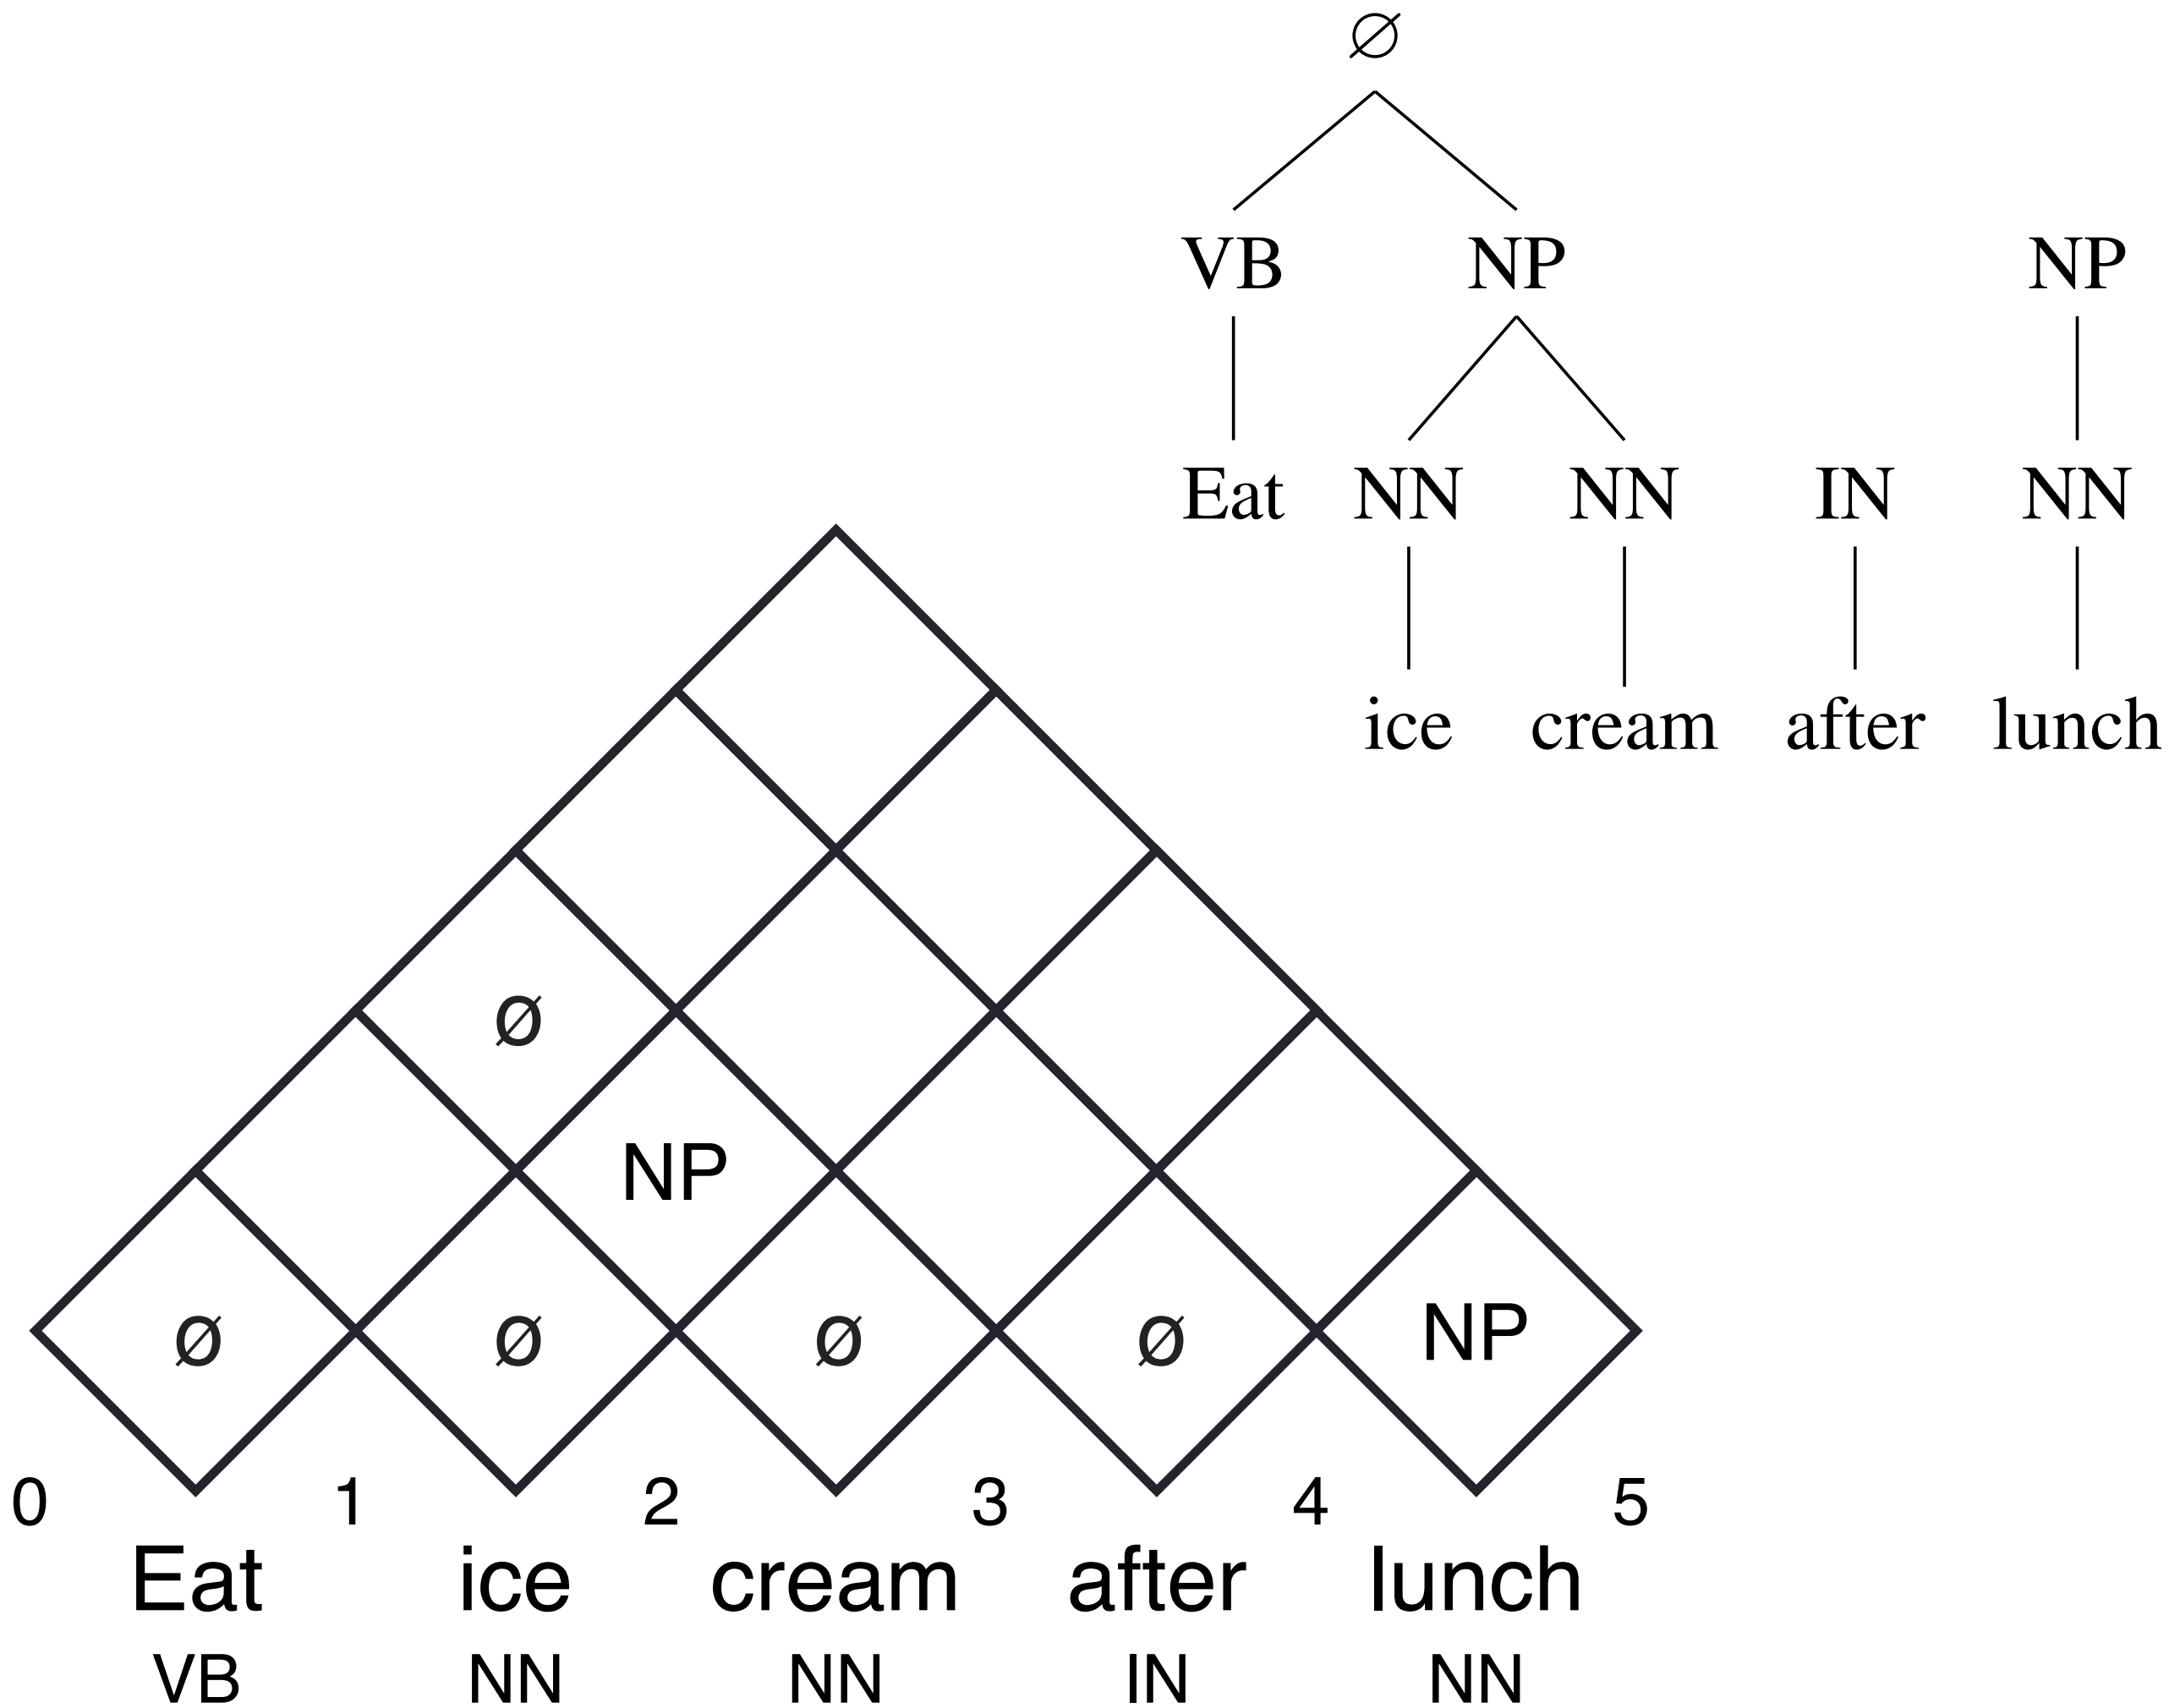 ∅
VB NP NP
Eat NN NN IN NN
ice cream after lunch
∅
NP
∅ ∅ ∅ ∅ NP
0 1 2 3 4 5
Eat ice cream after lunch
VB NN NN IN NN